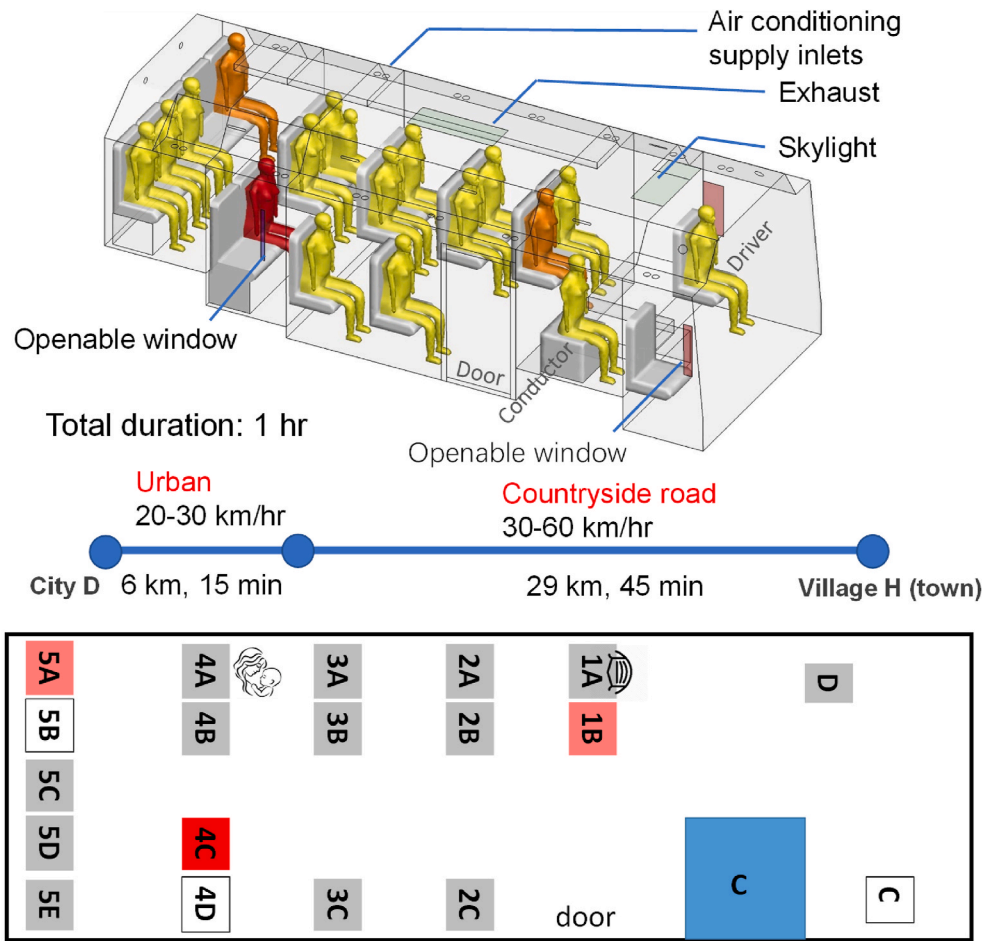 Air conditioning
supply inlets
Exhaust
Skylight
Driver
Openable window
Door
Conductor
Openable window
Total duration: 1 hr
Urban
20-30 km/hr
Countryside road
30-60 km/hr
City D
6 km, 15 min
29 km, 45 min
Village H (town)
5A
4A
3A
2A
1A
D
5B
4B
3B
2B
1B
5C
5D
4C
5E
4D
3C
2C
door
C
C